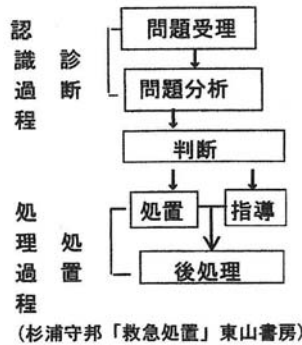 認識過程
診断
問題受理
問題分析
判断
処理過程
処置
処置
指導
後処理
(杉浦守邦「救急処置」東山書房)